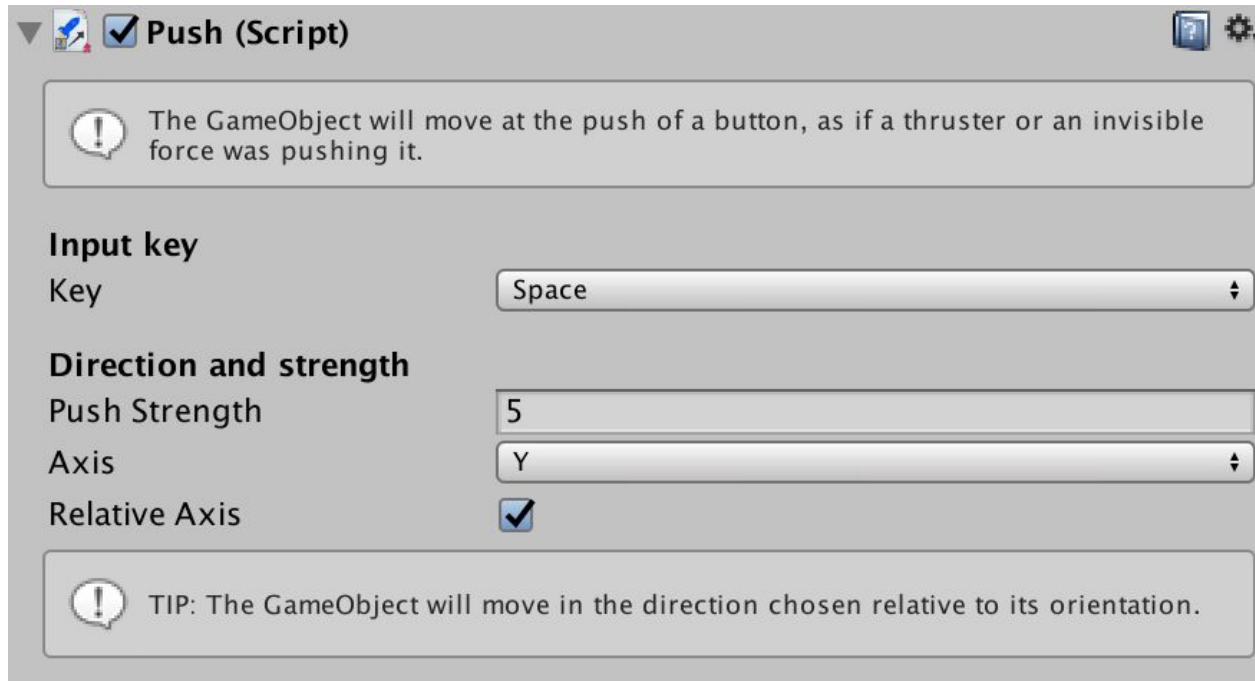 Push (Script)
The GameObject will move at the push of a button, as if a thruster or an invisible
force was pushing it.
Input key
Key Space
Direction and strength
Push Strength 5
Axis Y
Relative Axis
TIP: The GameObject will move in the direction chosen relative to its orientation.